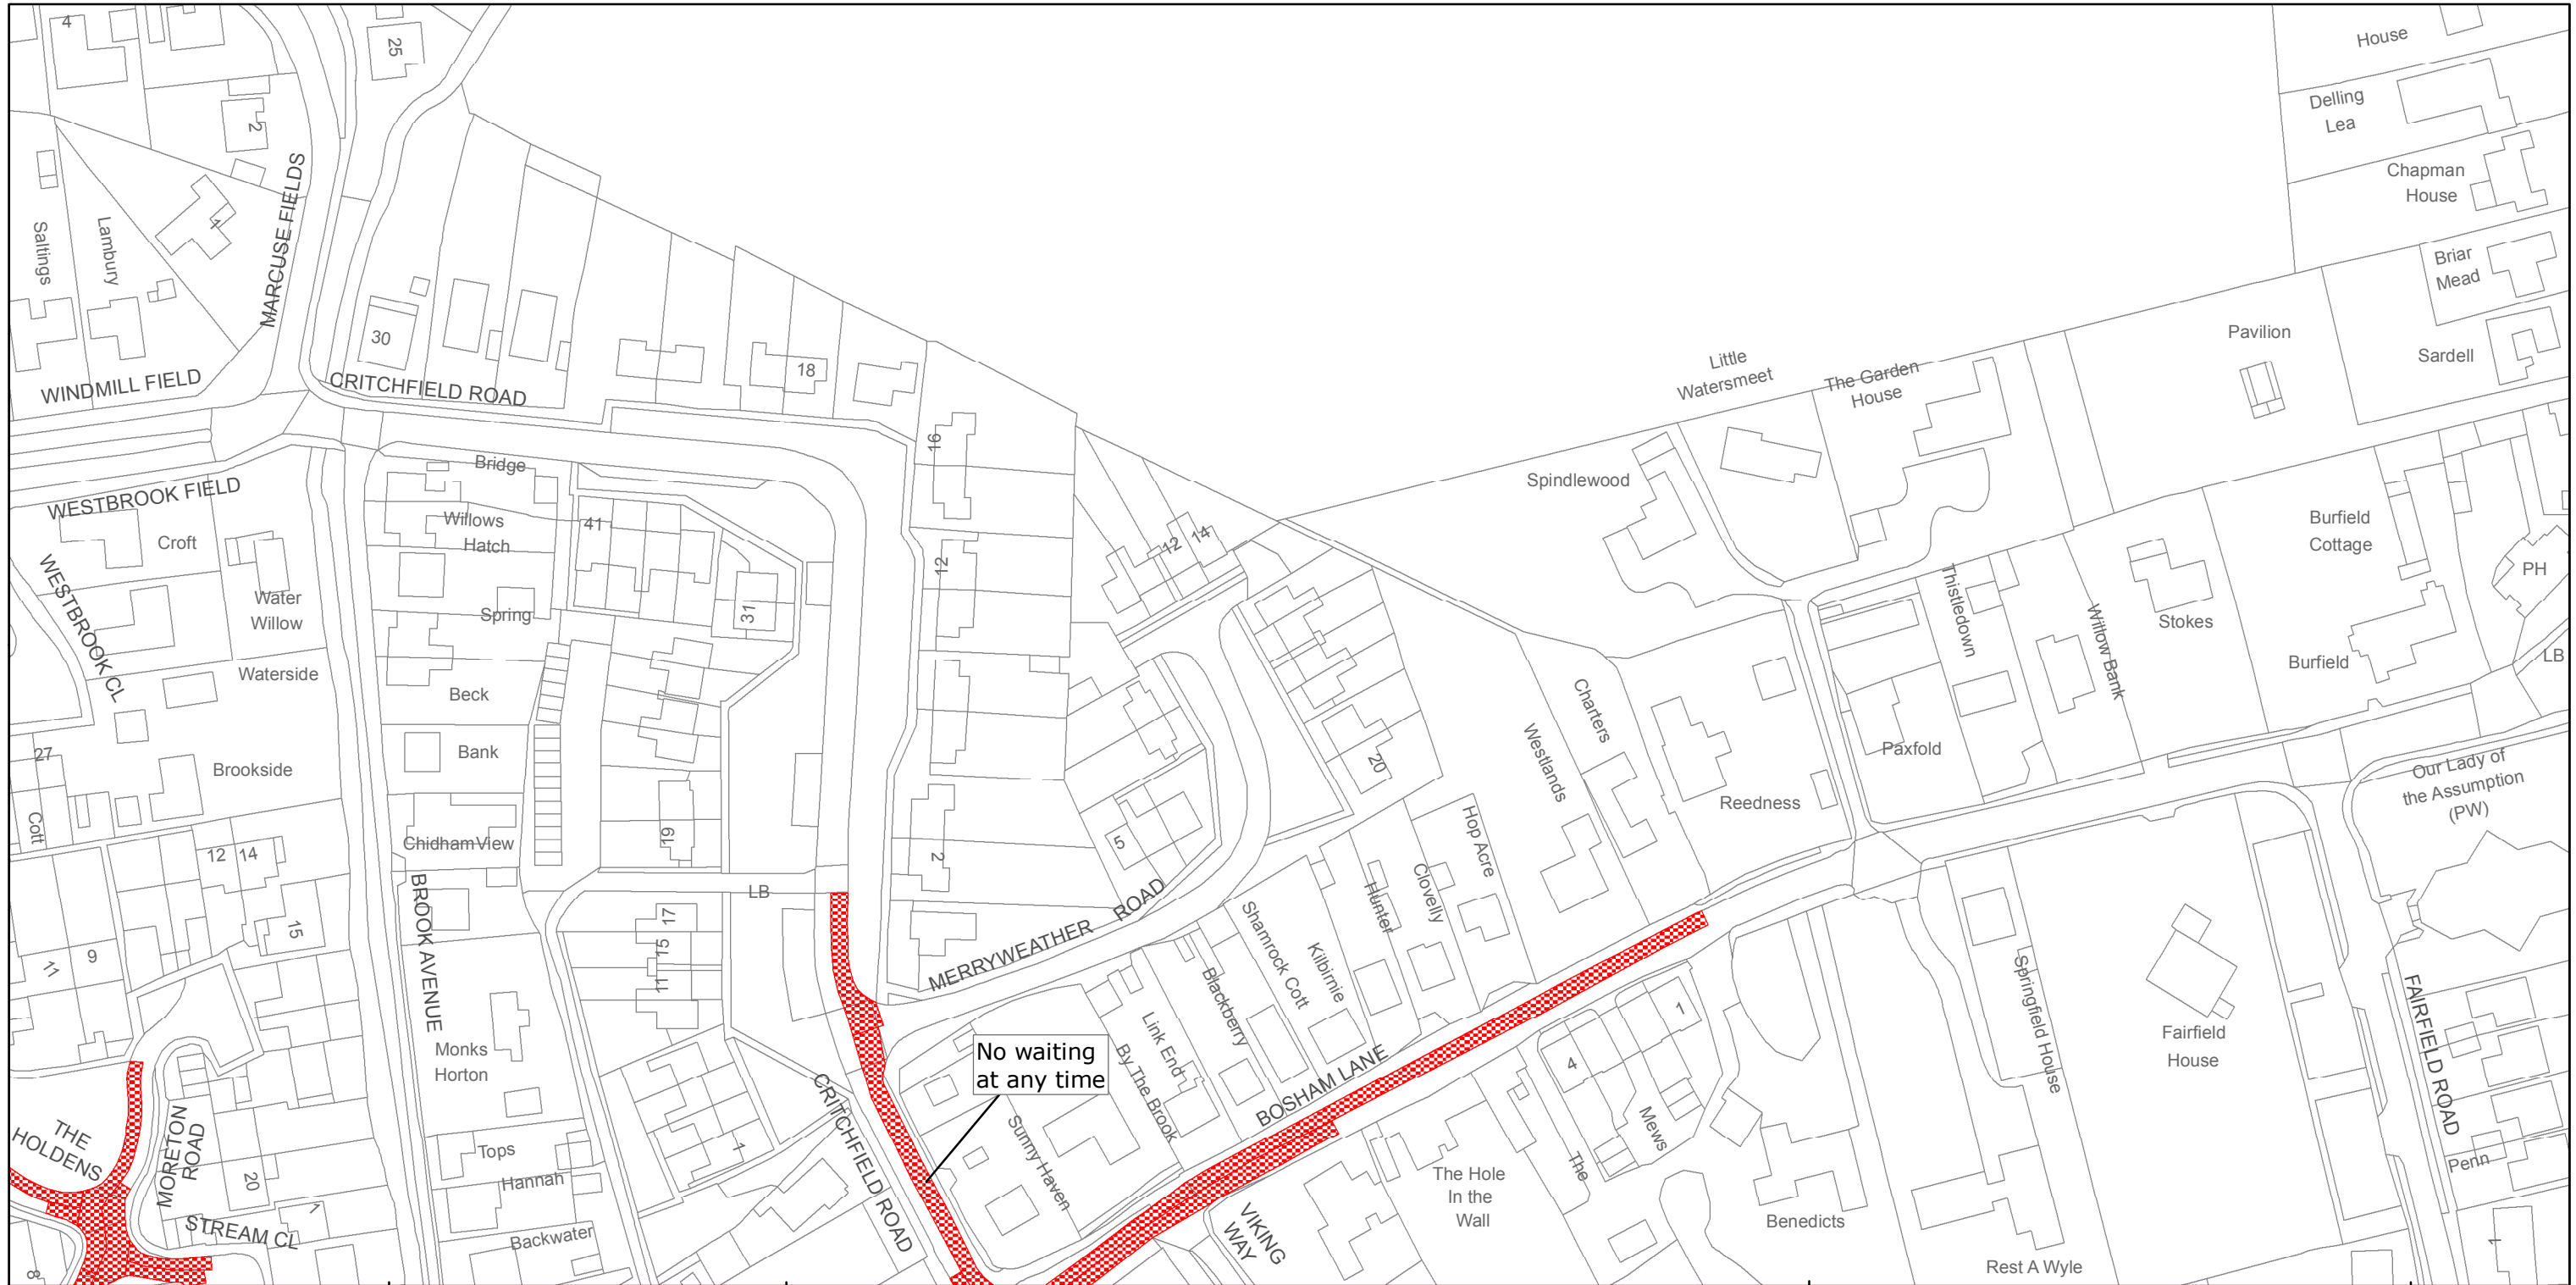 4
25
House
Delling
Lea
2
Chapman
House
Saltings
Lambury
1
MARCUSE FIELDS
Briar
Mead
Pavilion
Sardell
30
18
Little
Watersmeet
The Garden
House
WINDMILL FIELD
CRITCHFIELD ROAD
16
Bridge
Spindlewood
WESTBROOK FIELD
Willows
Hatch
41
12
14
Burfield
Cottage
Croft
12
PH
WESTBROOK CL
Water
Willow
Spring
31
Thistledown
Willow Bank
Stokes
Waterside
Beck
Burfield
LB
Charters
Westlands
27
Bank
Brookside
20
Paxfold
Our Lady of
the Assumption
(PW)
Reedness
Cott
Chidham View
19
5
Hop Acre
12
14
2
LB
Hunter
Clovelly
BROOK AVENUE
17
15
11
15
9
11
MERRYWEATHER ROAD
Shamrock Cott
Kilbirnie
Blackberry
Springfield House
FAIRFIELD ROAD
Link End
By The Brook
1
Fairfield
House
Monks
Horton
No waiting
at any time
BOSHAM LANE
4
CRITCHFIELD ROAD
THE
HOLDENS
MORETON
ROAD
Tops
1
Sunny Haven
Mews
The
The Hole
In the
Wall
Penn
20
Hannah
1
STREAM CL
Backwater
VIKING
WAY
Benedicts
1
8
Rest A Wyle